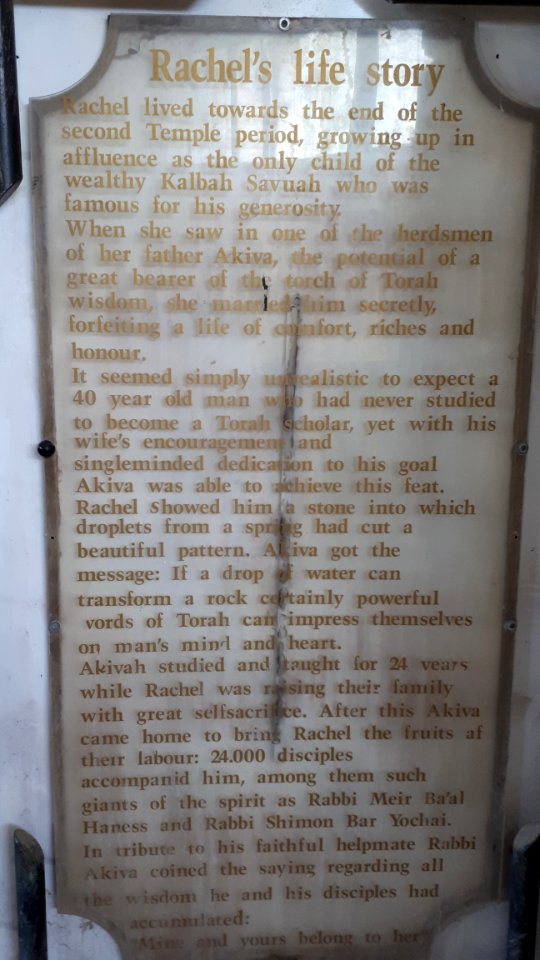 Rachel's life story
Rachel lived towards the end of the
second Temple period, growing up in
affluence as the only child of the
wealthy Kalbah Savuah who was
famous for his generosity.
When she saw in one of the herdsmen
of her father Akiva, the potential of a
great bearer of the torch of Torah
wisdom, she married him secretly,
forfeiting a life of comfort, riches and
honour.
It seemed simply unrealistic to expect a
40 year old man who had never studied
to become a Torah scholar, yet with his
wife's encouragement and
singleminded dedication to his goal
Akiva was able to achieve this feat.
Rachel showed him a stone into which
droplets from a spring had cut a
beautiful pattern. Akiva got the
message: If a drop of water can
transform a rock certainly powerful
vords of Torah can impress themselves
on man's mind and heart.
Akivah studied and taught for 24 years
while Rachel was raising their family
with great selfsacrifice. After this Akiva
came home to bring Rachel the fruits af
their labour: 24.000 disciples
accompanid him, among them such
giants of the spirit as Rabbi Meir Ba'al
Haness and Rabbi Shimon Bar Yochai.
In tribute to his faithful helpmate Rabbi
Akiva coined the saying regarding all
the wisdom he and his disciples had
accumulated:
Mine and yours belong to her